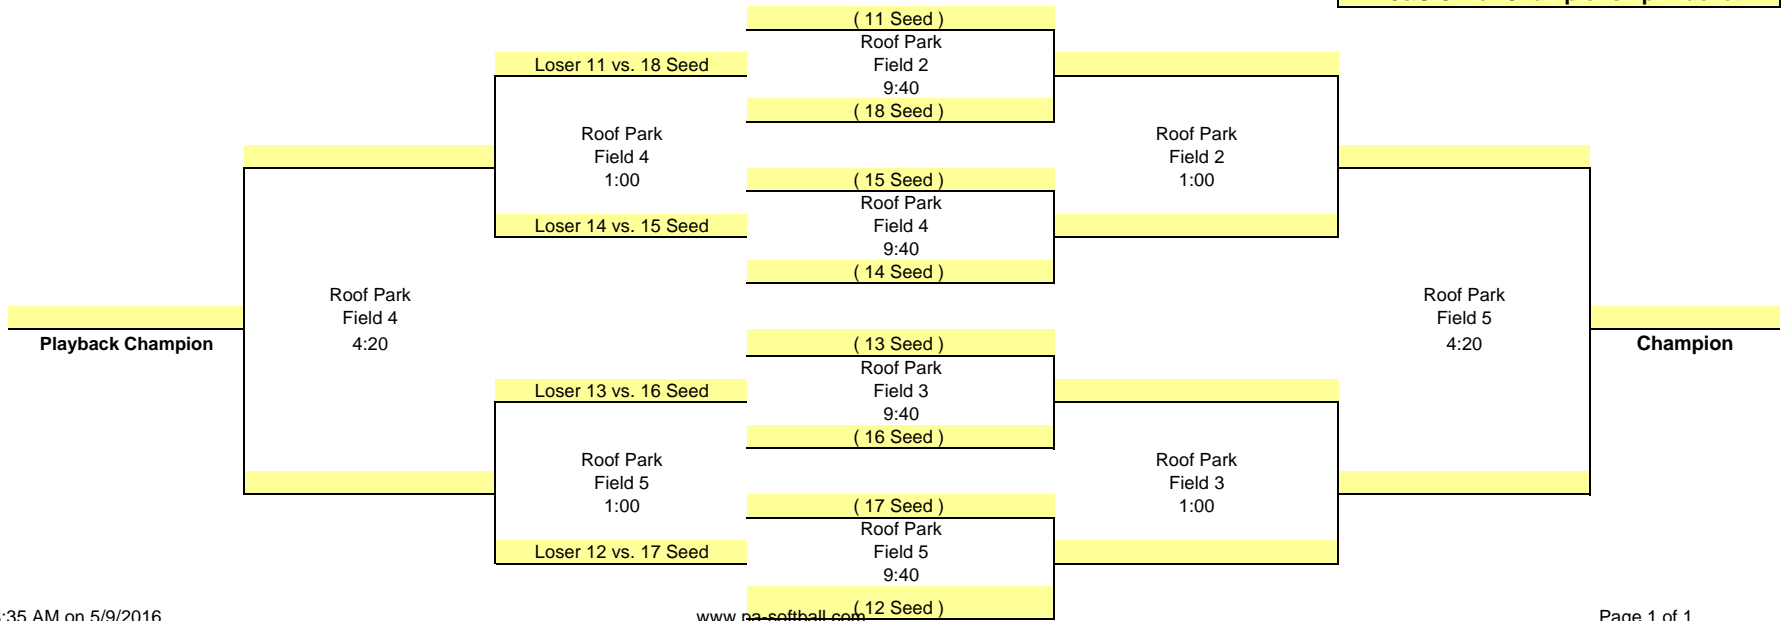 ( 11 Seed )
Roof Park
Loser 11 vs. 18 Seed
Field 2
9:40
( 18 Seed )
Roof Park
Field 4
1:00
Roof Park
Field 2
1:00
( 15 Seed )
Roof Park
Loser 14 vs. 15 Seed
Field 4
9:40
( 14 Seed )
Roof Park
Field 4
4:20
Playback Champion
Roof Park
Field 5
4:20
Champion
( 13 Seed )
Roof Park
Loser 13 vs. 16 Seed
Field 3
9:40
( 16 Seed )
Roof Park
Field 5
1:00
Roof Park
Field 3
1:00
( 17 Seed )
Roof Park
Loser 12 vs. 17 Seed
Field 5
9:40
( 12 Seed )
:35 AM on 5/9/2016
www.pa-softball.com
Page 1 of 1